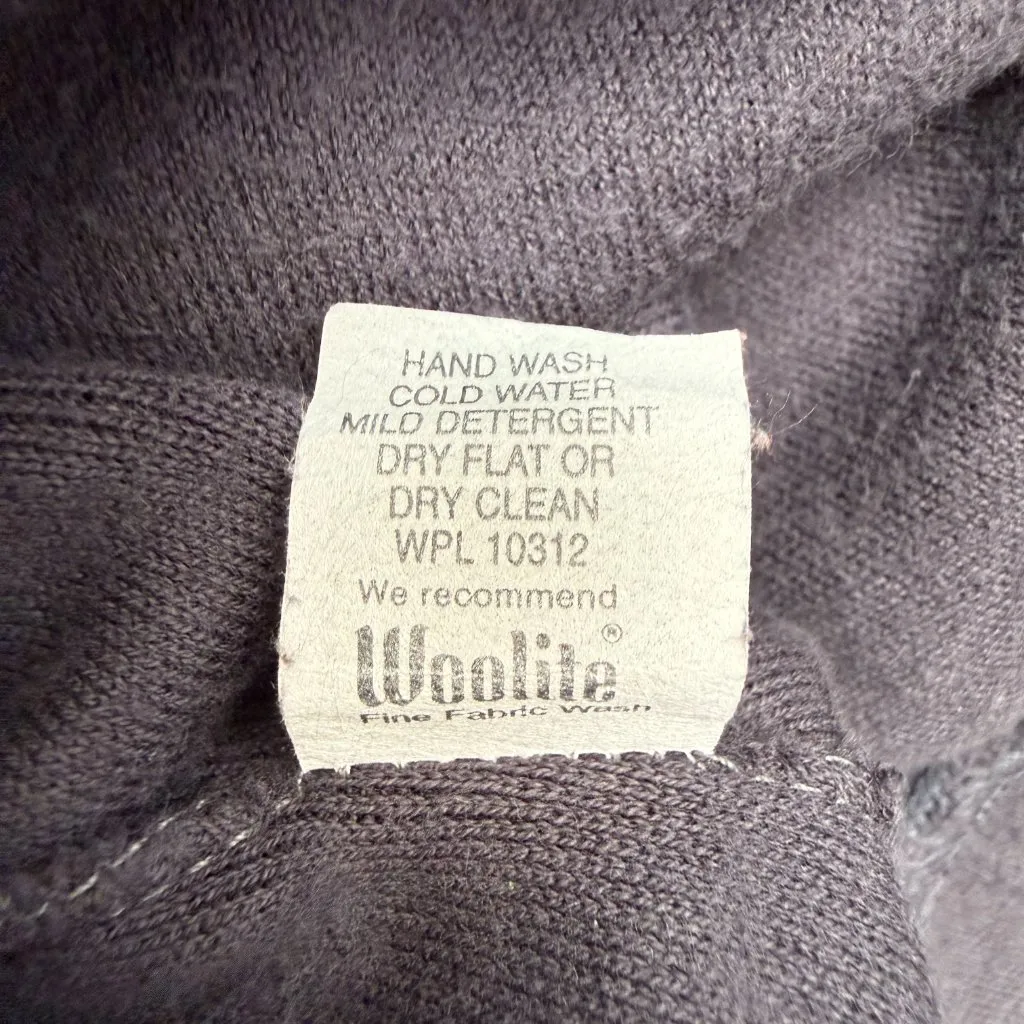 HAND WASH
COLD WATER
MILD DETERGENT
DRY FLAT OR
DRY CLEAN
WPL 10312
We recommend
Woolite®
Fine Fabric Wash